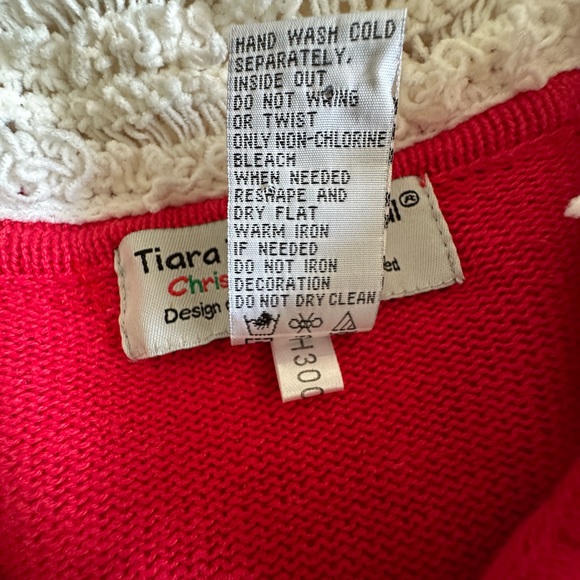 HAND WASH COLD
SEPARATELY,
INSIDE OUT
DO NOT WRING
OR TWIST
ONLY NON-CHLORINE
BLEACH
WHEN NEEDED
RESHAPE AND
DRY FLAT
WARM IRON
IF NEEDED
DO NOT IRON
DECORATION
DO NOT DRY CLEAN
Tiara
®
Chris
Design
ed
H300